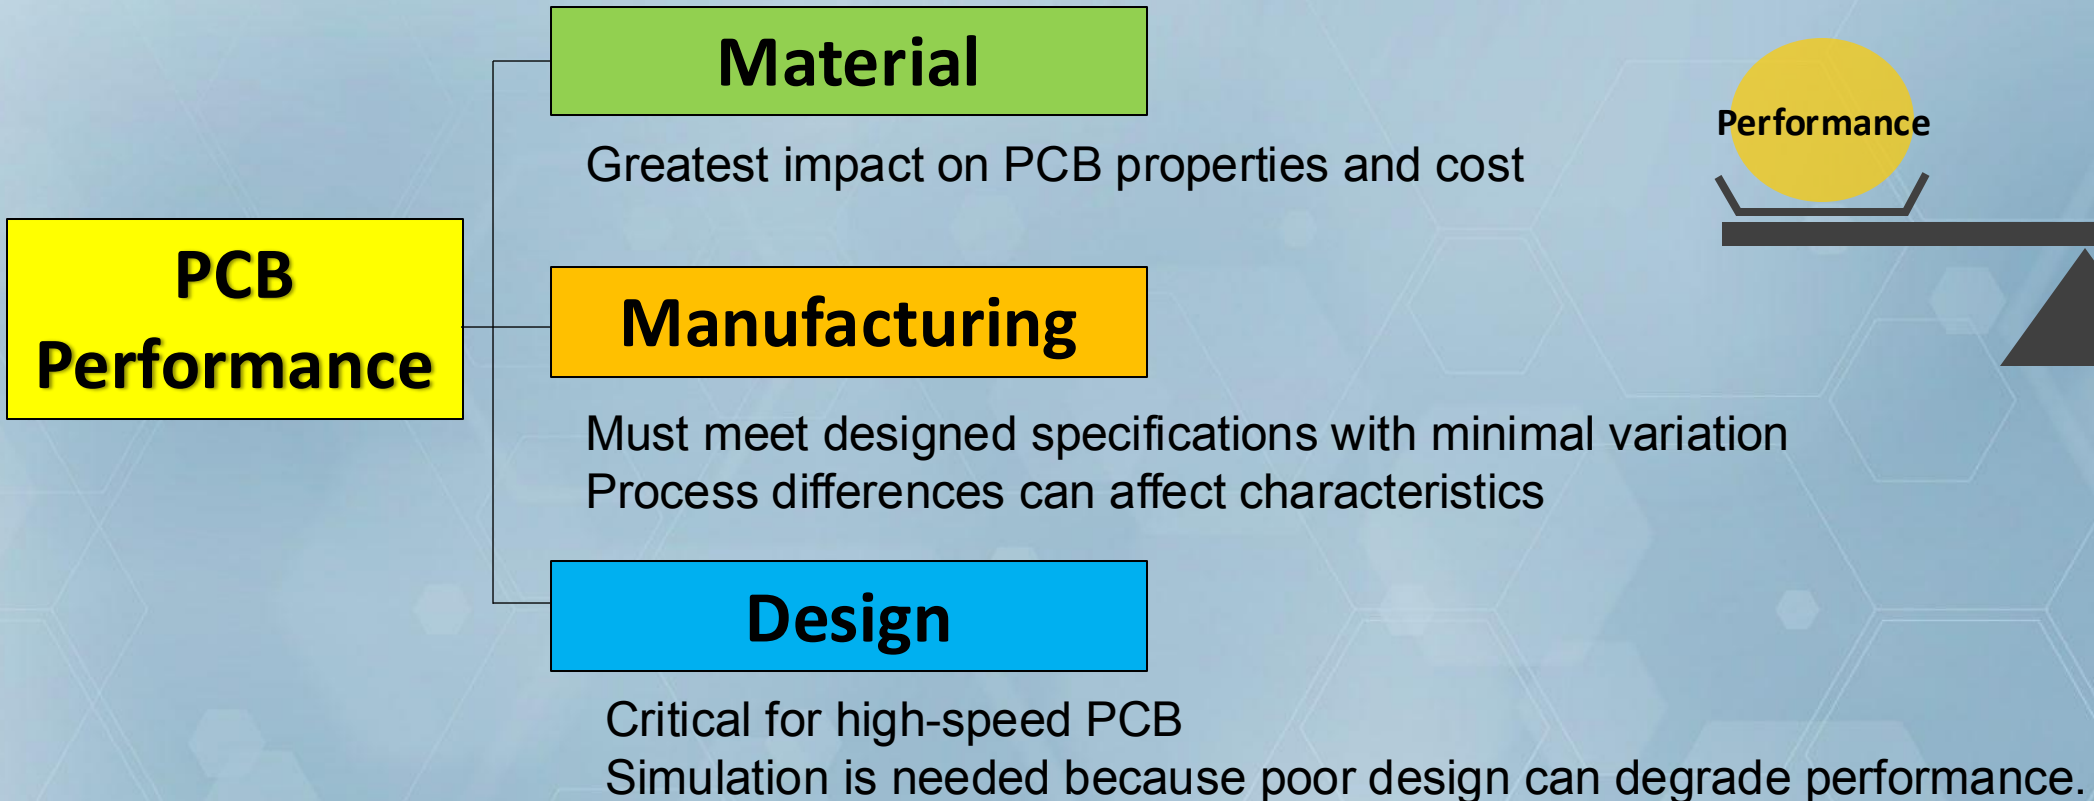 Material
Greatest impact on PCB properties and cost
Performance
PCB
Performance
Manufacturing
Must meet designed specifications with minimal variation
Process differences can affect characteristics
Design
Critical for high-speed PCB
Simulation is needed because poor design can degrade performance.